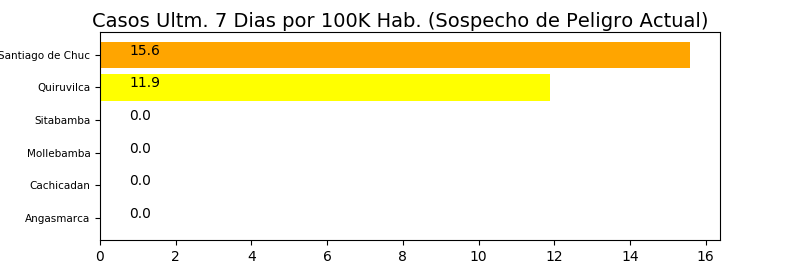 Casos Ultm. 7 Dias por 100K Hab. (Sospecho de Peligro Actual)
Santiago de Chuc 15.6
Quiruvilca 11.9
Sitabamba 0.0
Mollebamba 0.0
Cachicadan 0.0
Angasmarca 0.0
0 2 4 6 8 10 12 14 16